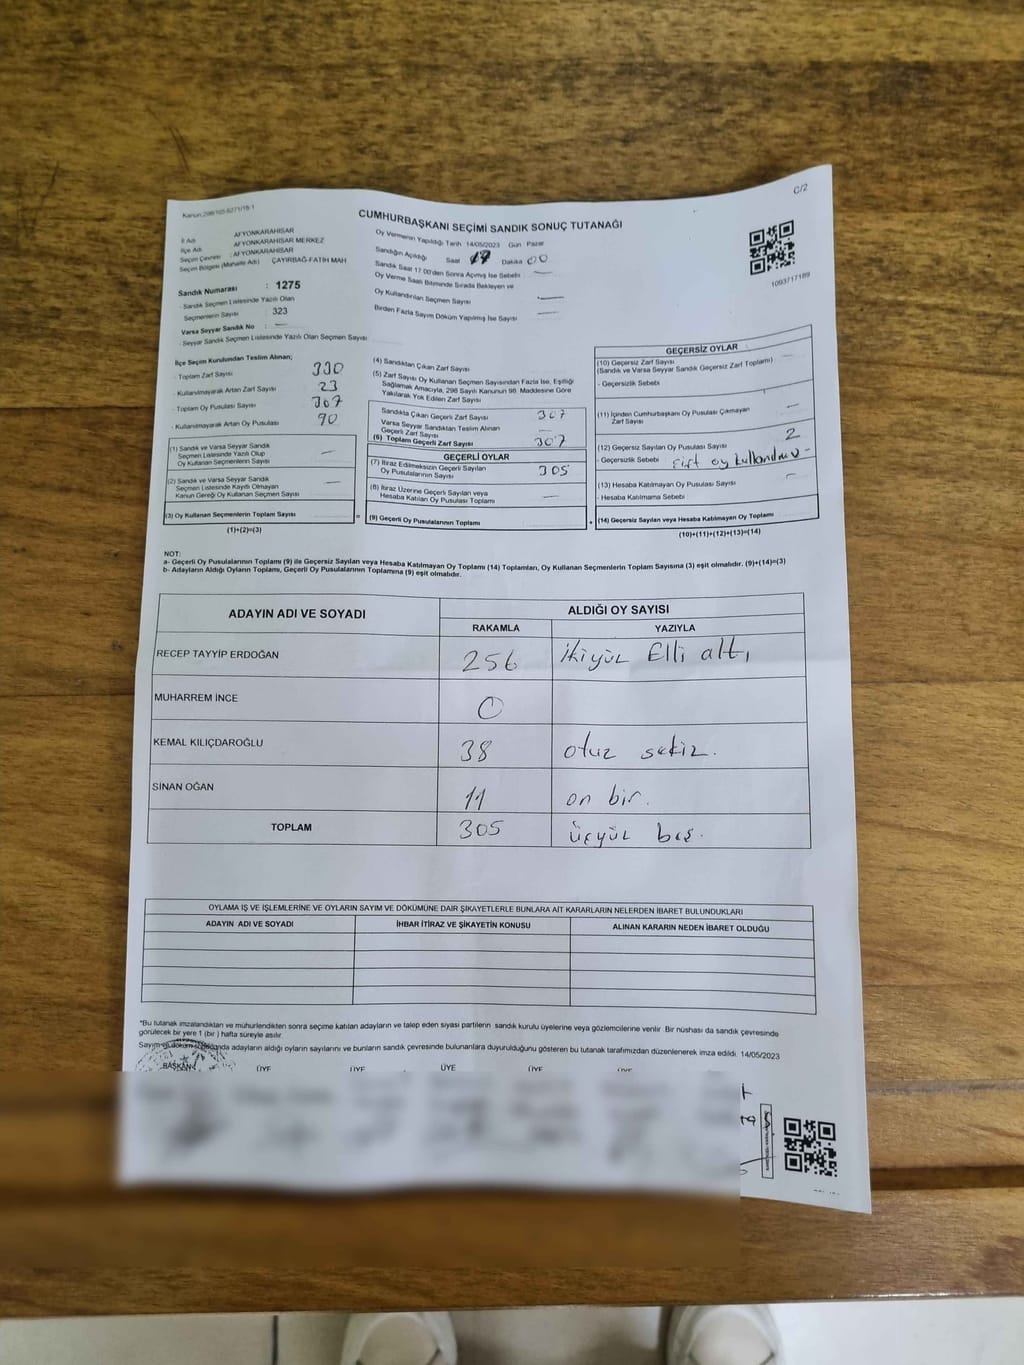 C/2
Kanun:298/105 6271/18/1
CUMHURBAŞKANI SEÇİMİ SANDIK SONUÇ TUTANAĞI
1093717189
İl Adı : AFYONKARAHİSAR
İlçe Adı : AFYONKARAHİSAR MERKEZ
Seçim Çevresi : AFYONKARAHİSAR
Seçim Bölgesi (Mahalle Adı) : ÇAYIRBAĞ-FATİH MAH
Sandık Numarası : 1275
- Sandık Seçmen Listesinde Yazılı Olan
Seçmenlerin Sayısı : 323
Varsa Seyyar Sandık No : —
- Seyyar Sandık Seçmen Listesinde Yazılı Olan Seçmen Sayısı
Oy Vermenin Yapıldığı Tarih 14/05/2023 Gün Pazar
Sandığın Açıldığı Saat 17 Dakika 00
Sandık Saat 17.00'den Sonra Açılmış İse Sebebi —
Oy Verme Saati Bitiminde Sırada Bekleyen ve
Oy Kullandırılan Seçmen Sayısı —
Birden Fazla Sayım Döküm Yapılmış İse Sayısı —
İlçe Seçim Kurulundan Teslim Alınan;
- Toplam Zarf Sayısı 330
- Kullanılmayarak Artan Zarf Sayısı 23
- Toplam Oy Pusulası Sayısı 307
- Kullanılmayarak Artan Oy Pusulası 90
(1) Sandık ve Varsa Seyyar Sandık
Seçmen Listesinde Yazılı Olup
Oy Kullanan Seçmenlerin Sayısı —
(2) Sandık ve Varsa Seyyar Sandık
Seçmen Listesinde Kayıtlı Olmayan
Kanun Gereği Oy Kullanan Seçmen Sayısı —
(3) Oy Kullanan Seçmenlerin Toplam Sayısı
(1)+(2)=(3)
(4) Sandıktan Çıkan Zarf Sayısı
(5) Zarf Sayısı Oy Kullanan Seçmen Sayısından Fazla İse, Eşitliği
Sağlamak Amacıyla, 298 Sayılı Kanunun 98. Maddesine Göre
Yakılarak Yok Edilen Zarf Sayısı
Sandıkta Çıkan Geçerli Zarf Sayısı 307
Varsa Seyyar Sandıktan Teslim Alınan
Geçerli Zarf Sayısı —
(6) Toplam Geçerli Zarf Sayısı 307
GEÇERLİ OYLAR
(7) İtiraz Edilmeksizin Geçerli Sayılan
Oy Pusulalarının Sayısı 305
(8) İtiraz Üzerine Geçerli Sayılan veya
Hesaba Katılan Oy Pusulası Toplamı —
= (9) Geçerli Oy Pusulalarının Toplamı
GEÇERSİZ OYLAR
(10) Geçersiz Zarf Sayısı
(Sandık ve Varsa Seyyar Sandık Geçersiz Zarf Toplamı) —
- Geçersizlik Sebebi
(11) İçinden Cumhurbaşkanı Oy Pusulası Çıkmayan
Zarf Sayısı —
(12) Geçersiz Sayılan Oy Pusulası Sayısı 2
- Geçersizlik Sebebi oy
(13) Hesaba Katılmayan Oy Pusulası Sayısı —
- Hesaba Katılmama Sebebi
+ (14) Geçersiz Sayılan veya Hesaba Katılmayan Oy Toplamı
(10)+(11)+(12)+(13)=(14)
NOT:
a- Geçerli Oy Pusulalarının Toplamı (9) ile Geçersiz Sayılan veya Hesaba Katılmayan Oy Toplamı (14) Toplamları, Oy Kullanan Seçmenlerin Toplam Sayısına (3) eşit olmalıdır. (9)+(14)=(3)
b- Adayların Aldığı Oyların Toplamı, Geçerli Oy Pusulalarının Toplamına (9) eşit olmalıdır.
ADAYIN ADI VE SOYADI ALDIĞI OY SAYISI
RAKAMLA YAZIYLA
RECEP TAYYİP ERDOĞAN 256 ikiyüz Elli altı
MUHARREM İNCE 0
KEMAL KILIÇDAROĞLU 38 otuz sekiz.
SİNAN OĞAN 11 on bir.
TOPLAM 305 üçyüz beş.
OYLAMA İŞ VE İŞLEMLERİNE VE OYLARIN SAYIM VE DÖKÜMÜNE DAİR ŞİKAYETLERLE BUNLARA AİT KARARLARIN NELERDEN İBARET BULUNDUKLARI
ADAYIN ADI VE SOYADI İHBAR İTİRAZ VE ŞİKAYETİN KONUSU ALINAN KARARIN NEDEN İBARET OLDUĞU
*Bu tutanak imzalandıktan ve mühürlendikten sonra seçime katılan adayların ve talep eden siyasi partilerin sandık kurulu üyelerine veya gözlemcilerine verilir. Bir nüshası da sandık çevresinde
görülecek bir yere 1 (bir ) hafta süreyle asılır.
Sayım ve döküm sonunda adayların aldığı oyların sayılarını ve bunların sandık çevresinde bulunanlara duyurulduğunu gösteren bu tutanak tarafımızdan düzenlenerek imza edildi. 14/05/2023
BAŞKAN ÜYE ÜYE ÜYE ÜYE ÜYE